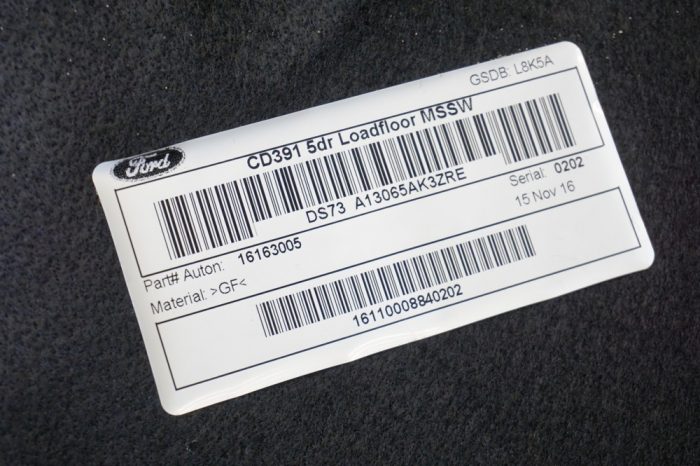 GSDB: L8K5A
Ford
CD391 5dr Loadfloor MSSW
DS73 A13065AK3ZRE
Part# Auton: 16163005
Serial: 0202
Material: >GF<
15 Nov 16
16110008840202